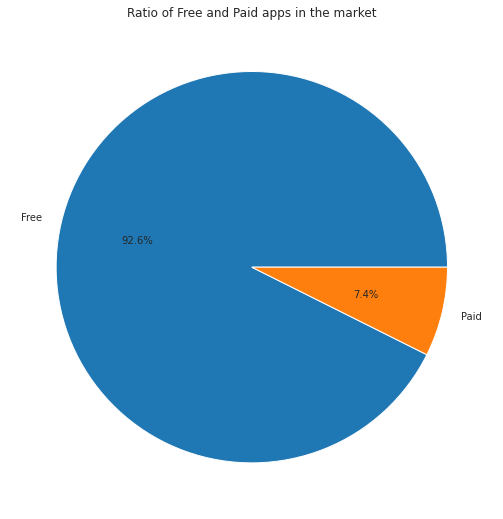 Ratio of Free and Paid apps in the market
Free
92.6%
7.4%
Paid